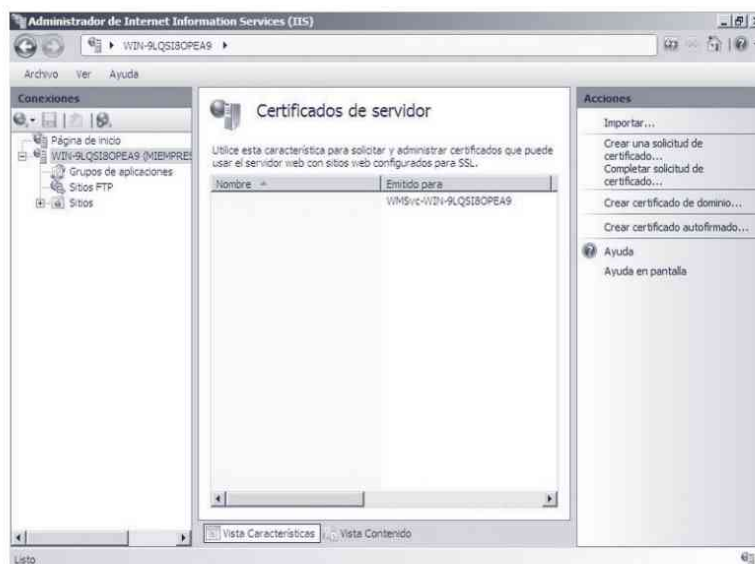 Administrador de Internet Information Services (IIS)
WIN-9LQSI8OPEA9
Archivo Ver Ayuda
Conexiones
Página de inicio
WIN-9LQSI8OPEA9 (MIEMPRES
Grupos de aplicaciones
Sitios FTP
Sitios
Certificados de servidor
Utilice esta característica para solicitar y administrar certificados que puede
usar el servidor web con sitios web configurados para SSL.
Nombre Emitido para
WMSvc-WIN-9LQSI8OPEA9
Vista Características Vista Contenido
Acciones
Importar...
Crear una solicitud de
certificado...
Completar solicitud de
certificado...
Crear certificado de dominio...
Crear certificado autofirmado...
Ayuda
Ayuda en pantalla
Listo